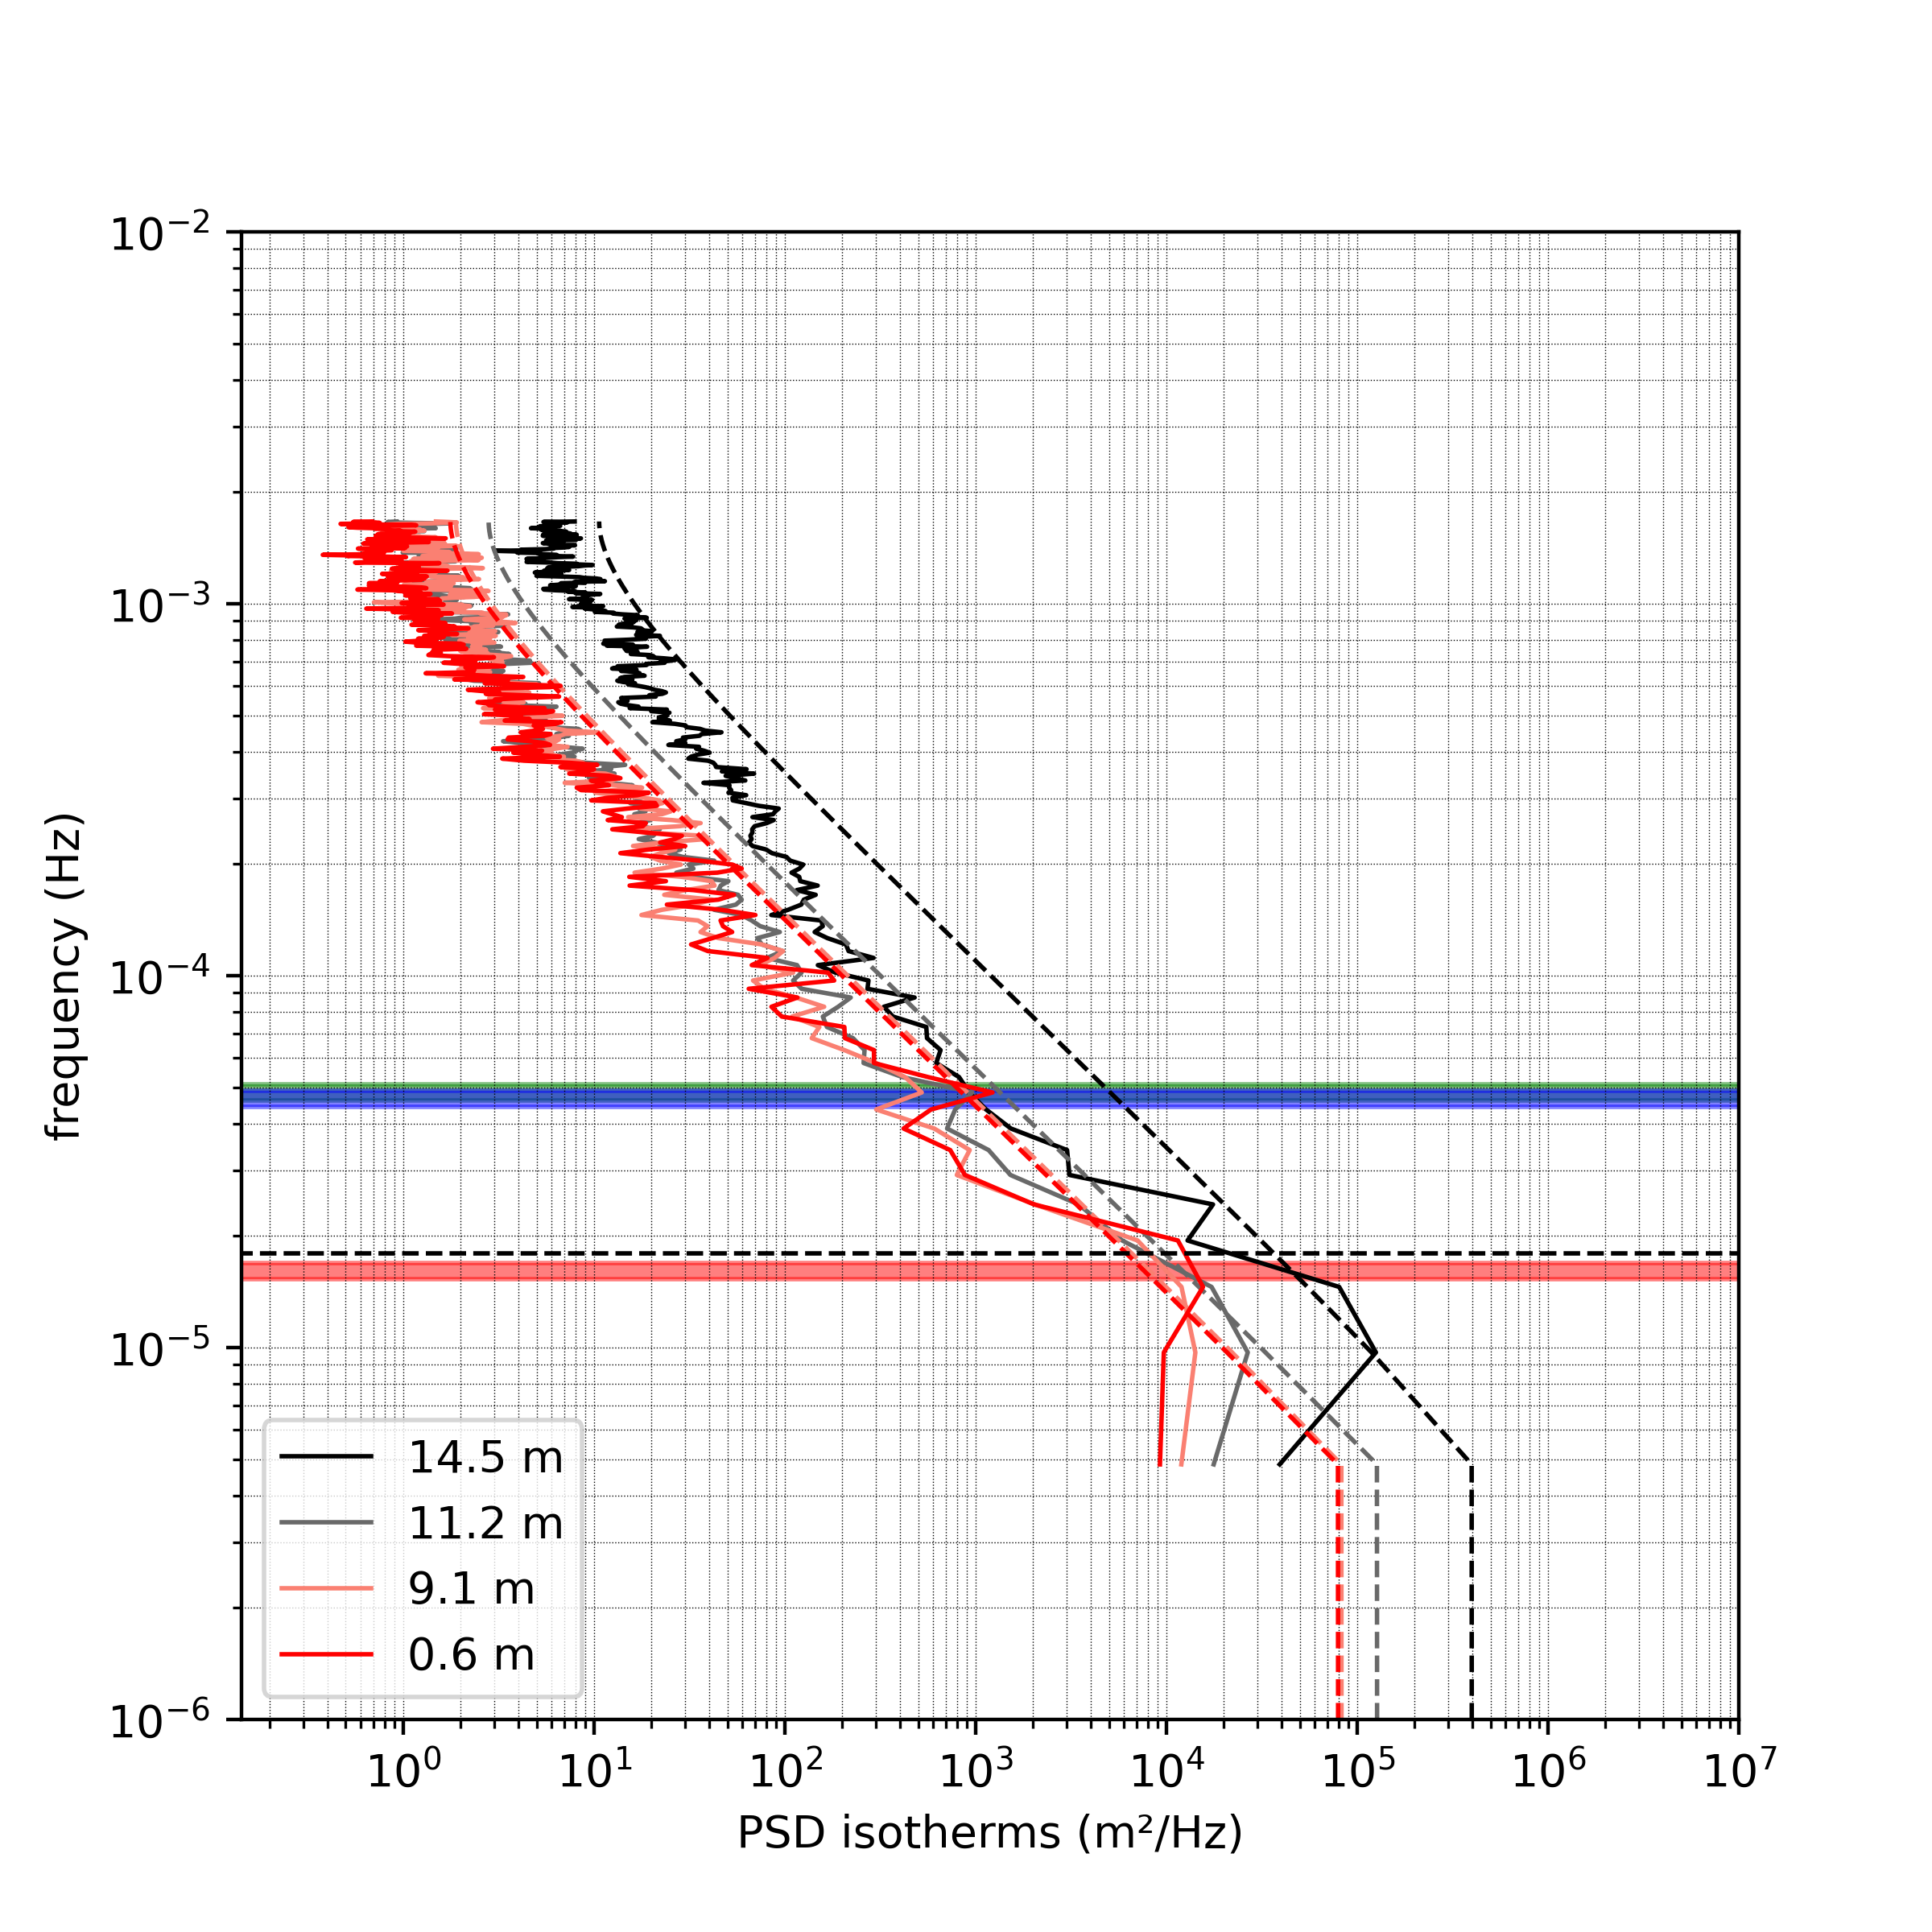 10⁻²
10⁻³
10⁻⁴
10⁻⁵
10⁻⁶
frequency (Hz)
14.5 m
11.2 m
9.1 m
0.6 m
10⁰ 10¹ 10² 10³ 10⁴ 10⁵ 10⁶ 10⁷
PSD isotherms (m²/Hz)